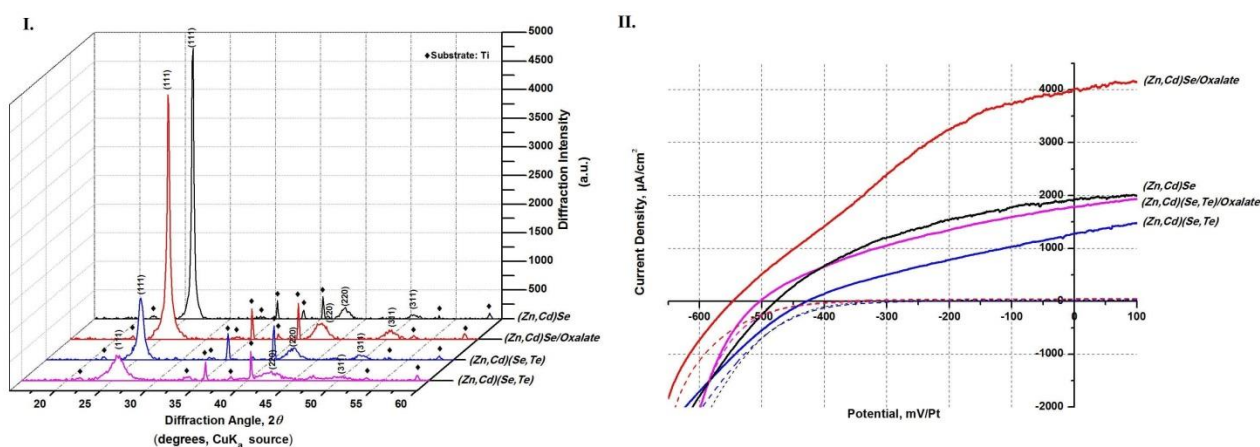 I.
II.
(111)
(111)
5000
4500
4000
3500
3000
2500
2000
1500
1000
500
♦Substrate: Ti
Diffraction Intensity
(a.u.)
(111)
(111)
(220)
(311)
(Zn,Cd)Se
(220)
(311)
(Zn,Cd)Se/Oxalate
(220)
(311)
(Zn,Cd)(Se,Te)
(220)
(311)
(Zn,Cd)(Se,Te)
20 25 30 35 40 45 50 55 60
Diffraction Angle, 2θ
(degrees, CuKa source)
Current Density, µA/cm²
4000
3000
2000
1000
0
-1000
-2000
(Zn,Cd)Se/Oxalate
(Zn,Cd)Se
(Zn,Cd)(Se,Te)/Oxalate
(Zn,Cd)(Se,Te)
-600 -500 -400 -300 -200 -100 0 100
Potential, mV/Pt